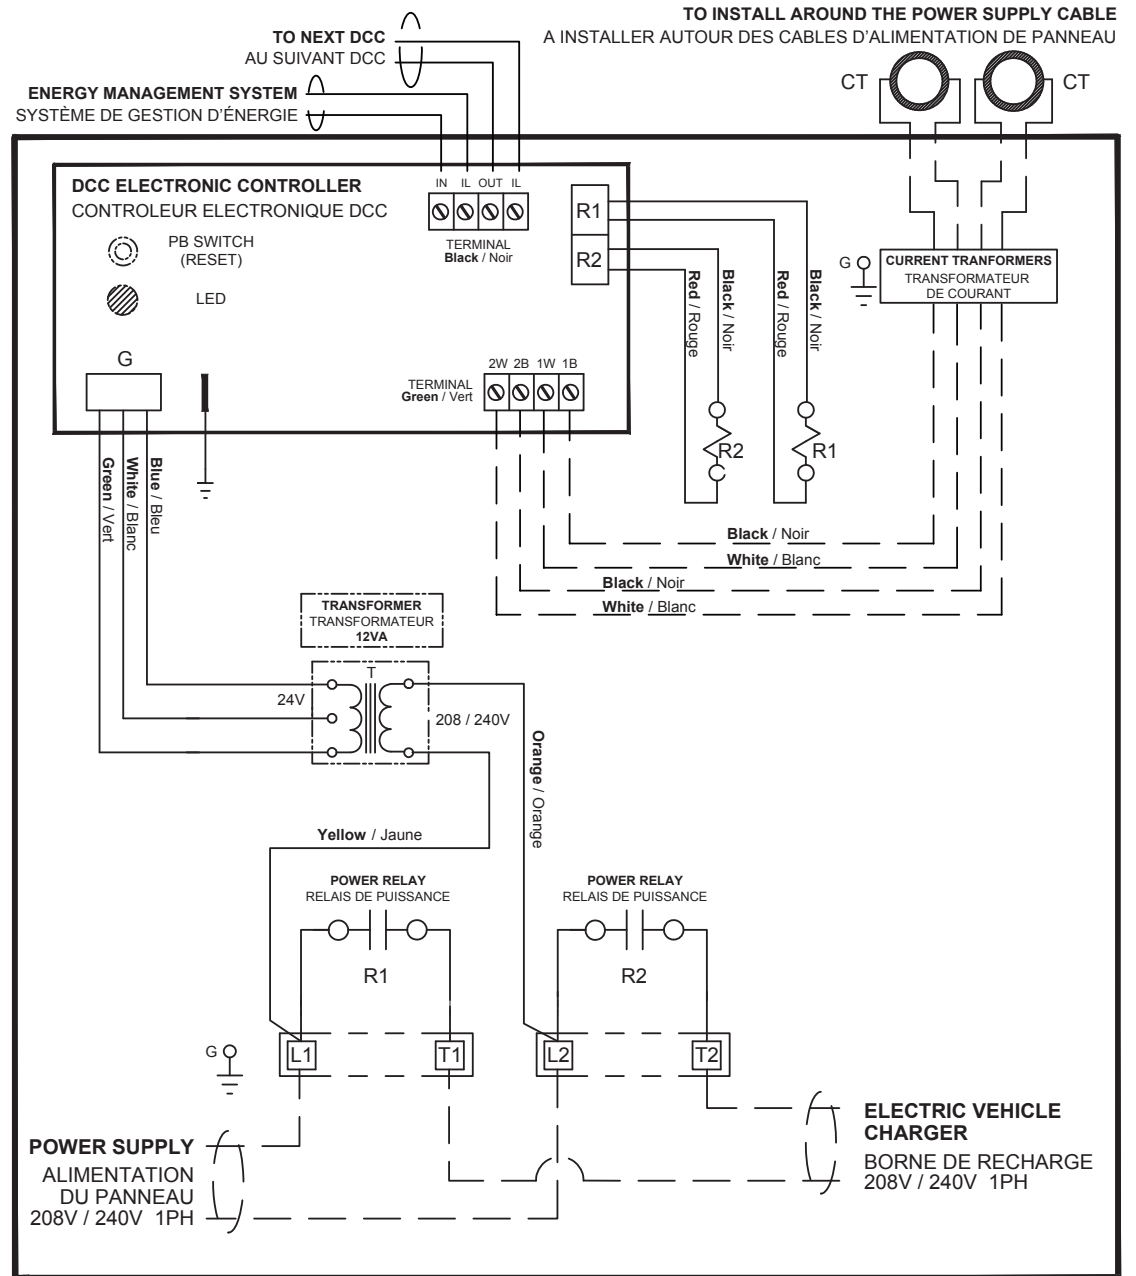 TO INSTALL AROUND THE POWER SUPPLY CABLE
A INSTALLER AUTOUR DES CABLES D'ALIMENTATION DE PANNEAU
TO NEXT DCC
AU SUIVANT DCC
ENERGY MANAGEMENT SYSTEM
SYSTÈME DE GESTION D'ÉNERGIE
CT
CT
DCC ELECTRONIC CONTROLLER
CONTROLEUR ELECTRONIQUE DCC
IN IL OUT IL
TERMINAL
Black / Noir
PB SWITCH
(RESET)
LED
R1
R2
G
CURRENT TRANFORMERS
TRANSFORMATEUR
DE COURANT
Red / Rouge
Black / Noir
Red / Rouge
Black / Noir
G
2W 2B 1W 1B
TERMINAL
Green / Vert
R2
R1
Green / Vert
White / Blanc
Blue / Bleu
Black / Noir
White / Blanc
Black / Noir
White / Blanc
TRANSFORMER
TRANSFORMATEUR
12VA
T
24V
208 / 240V
Orange / Orange
Yellow / Jaune
POWER RELAY
RELAIS DE PUISSANCE
R1
POWER RELAY
RELAIS DE PUISSANCE
R2
G
L1
T1
L2
T2
POWER SUPPLY
ALIMENTATION
DU PANNEAU
208V / 240V 1PH
ELECTRIC VEHICLE
CHARGER
BORNE DE RECHARGE
208V / 240V 1PH